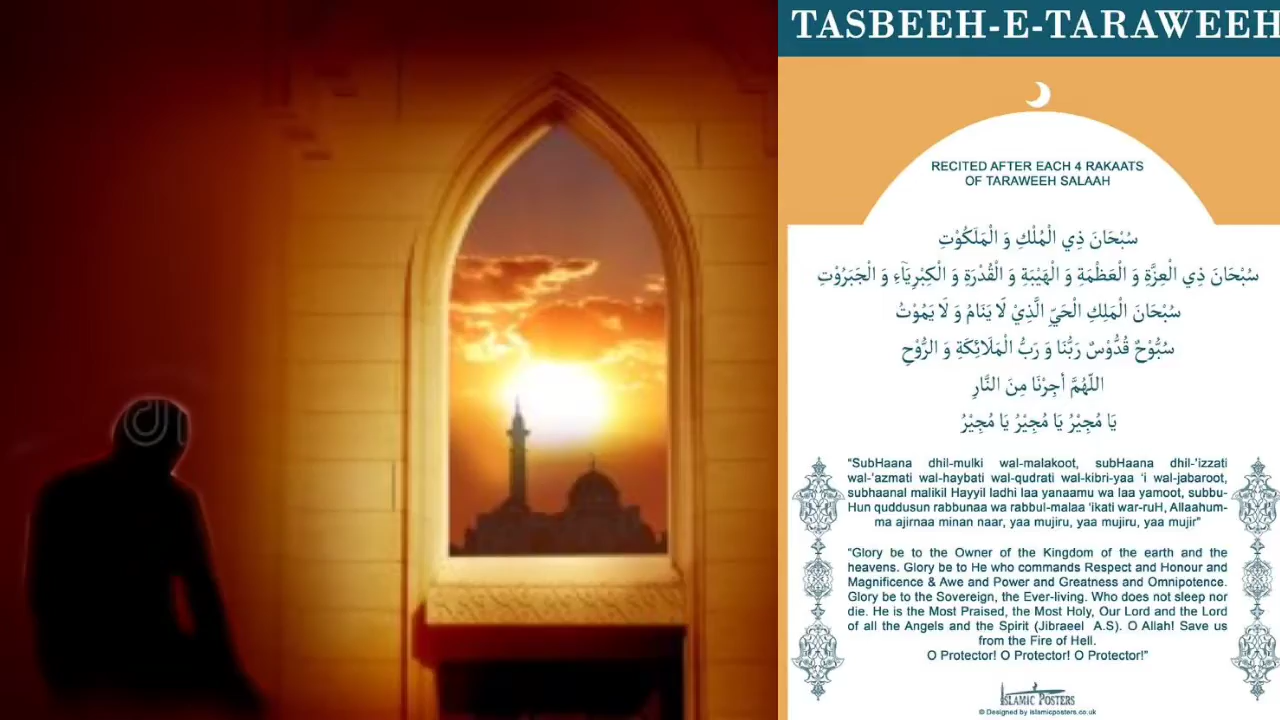 TASBEEH-E-TARAWEEH
RECITED AFTER EACH 4 RAKAATS
OF TARAWEEH SALAAH
سُبْحَانَ ذِي الْمُلْكِ وَ الْمَلَكُوْتِ
سُبْحَانَ ذِي الْعِزَّةِ وَ الْعَظْمَةِ وَ الْهَيْبَةِ وَ الْقُدْرَةِ وَ الْكِبْرِيَآءِ وَ الْجَبَرُوْتِ
سُبْحَانَ الْمَلِكِ الْحَيِّ الَّذِيْ لَا يَنَامُ وَ لَا يَمُوْتُ
سُبُّوْحٌ قُدُّوْسٌ رَبُّنَا وَ رَبُّ الْمَلَائِكَةِ وَ الرُّوْحِ
اللّٰهُمَّ أَجِرْنَا مِنَ النَّارِ
يَا مُجِيْرُ يَا مُجِيْرُ يَا مُجِيْرُ
"SubHaana dhil-mulki wal-malakoot, subHaana dhil-'izzati
wal-'azmati wal-haybati wal-qudrati wal-kibri-yaa 'i wal-jabaroot,
subhaanal malikil Hayyil ladhi laa yanaamu wa laa yamoot, subbu-
Hun quddusun rabbunaa wa rabbul-malaa 'ikati war-ruH, Allaahum-
ma ajirnaa minan naar, yaa mujiru, yaa mujiru, yaa mujir"
"Glory be to the Owner of the Kingdom of the earth and the
heavens. Glory be to He who commands Respect and Honour and
Magnificence & Awe and Power and Greatness and Omnipotence.
Glory be to the Sovereign, the Ever-living. Who does not sleep nor
die. He is the Most Praised, the Most Holy, Our Lord and the Lord
of all the Angels and the Spirit (Jibraeel A.S). O Allah! Save us
from the Fire of Hell.
O Protector! O Protector! O Protector!"
ISLAMIC POSTERS
© Designed by islamicposters.co.uk